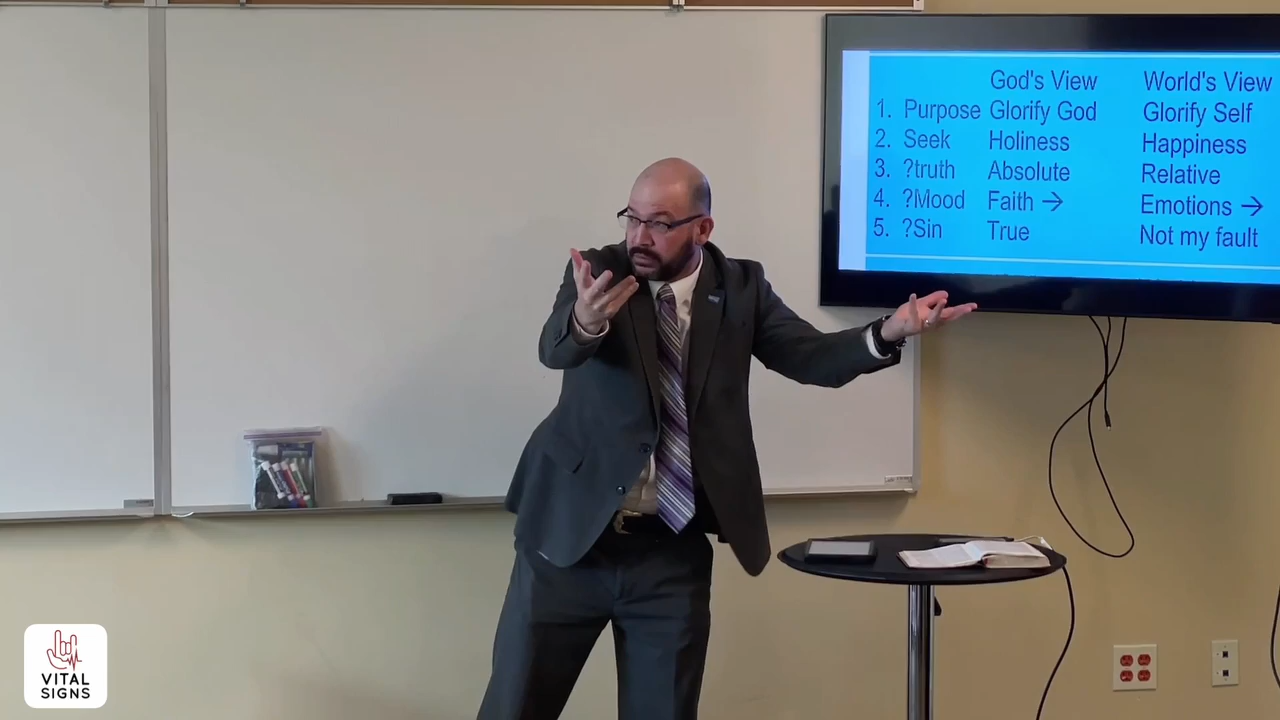 God's View World's View
1. Purpose Glorify God Glorify Self
2. Seek Holiness Happiness
3. ?truth Absolute Relative
4. ?Mood Faith → Emotions →
5. ?Sin True Not my fault
VITAL
SIGNS